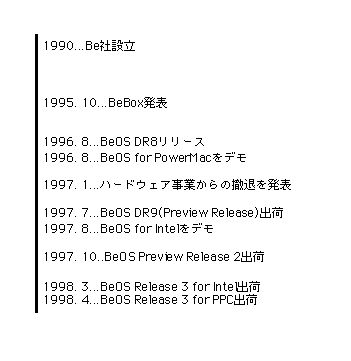 1990...Be社設立
1995. 10...BeBox発表
1996. 8...BeOS DR8リリース
1996. 8...BeOS for PowerMacをデモ
1997. 1...ハードウェア事業からの撤退を発表
1997. 7...BeOS DR9(Preview Release)出荷
1997. 8...BeOS for Intelをデモ
1997. 10..BeOS Preview Release 2出荷
1998. 3...BeOS Release 3 for Intel出荷
1998. 4...BeOS Release 3 for PPC出荷